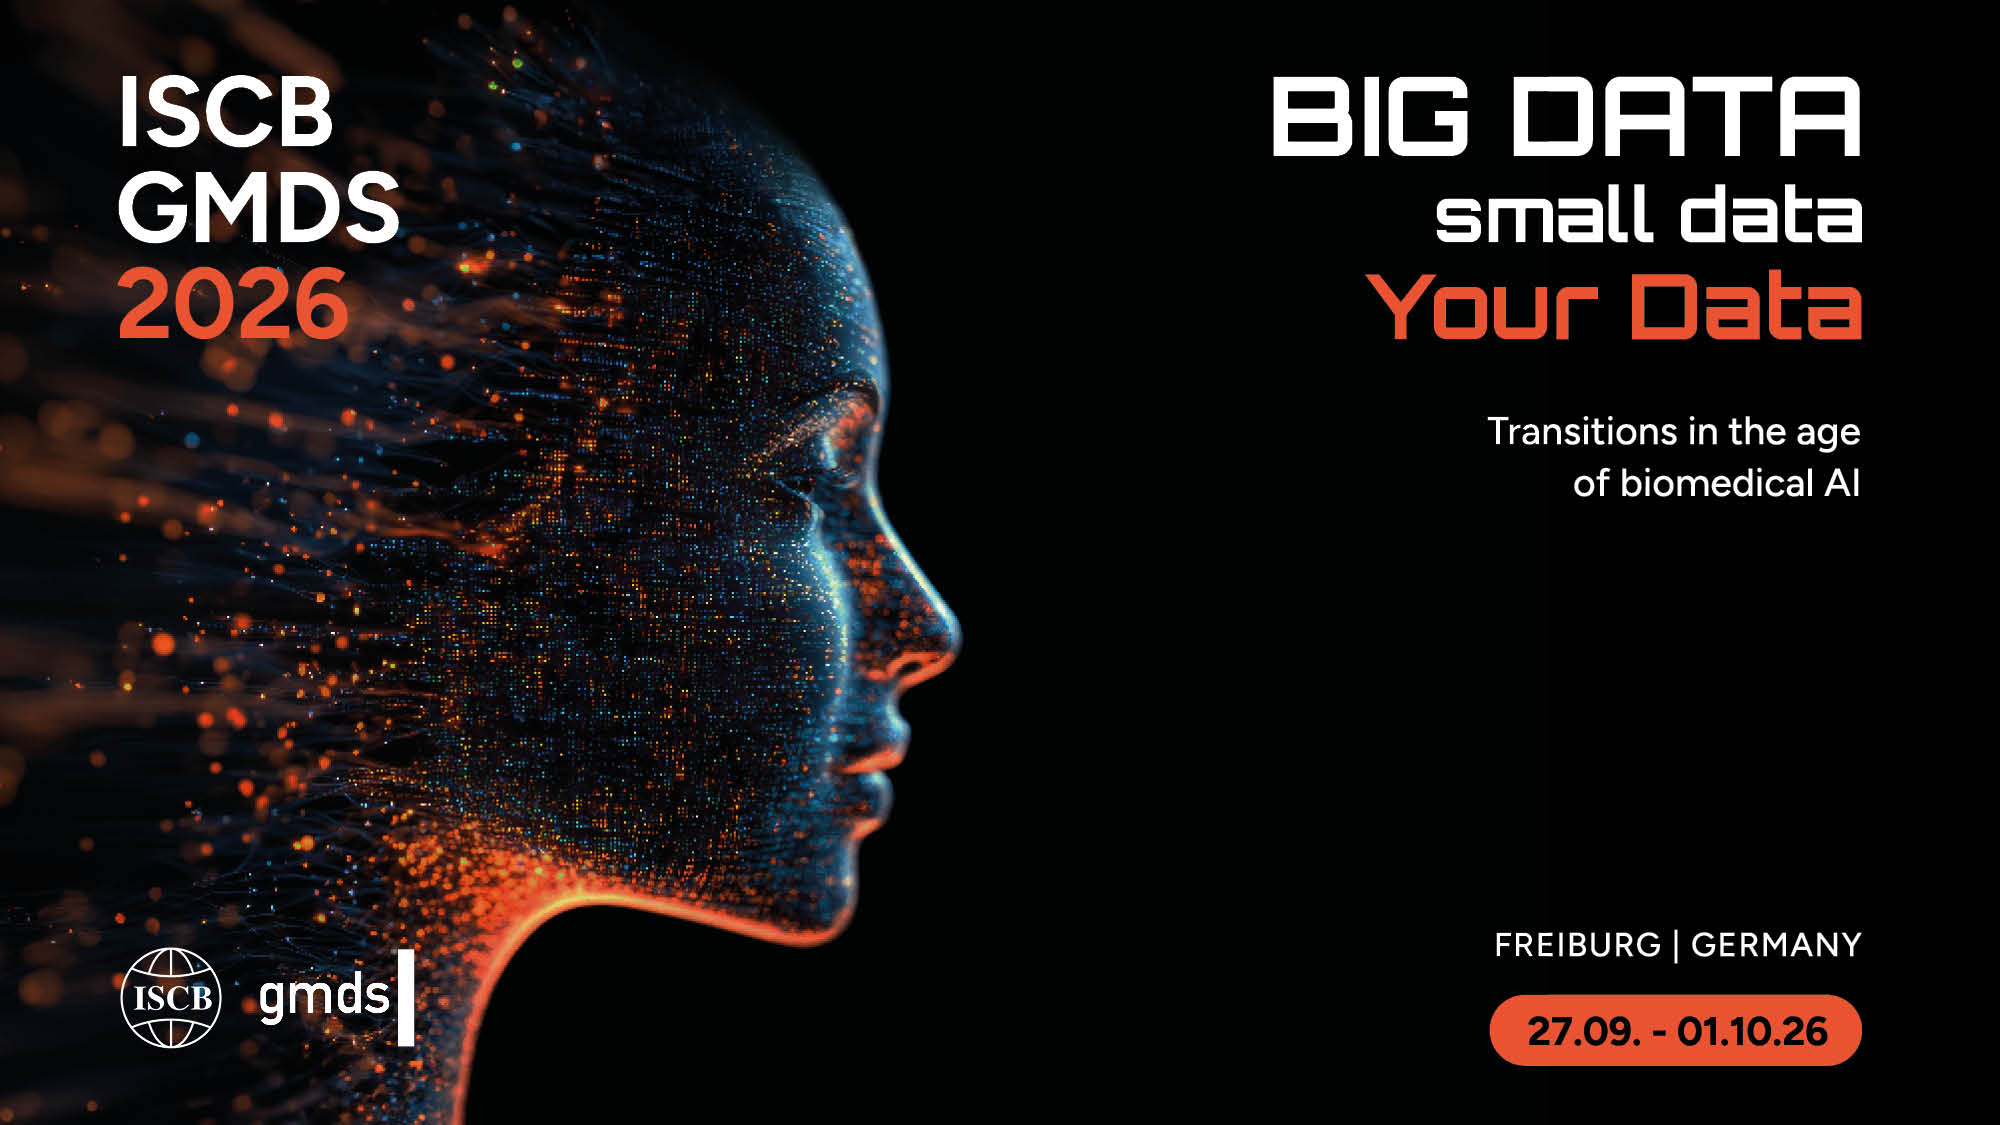 ISCB
GMDS
2026
BIG DATA
small data
Your Data
Transitions in the age
of biomedical AI
ISCB
gmds
FREIBURG | GERMANY
27.09. - 01.10.26